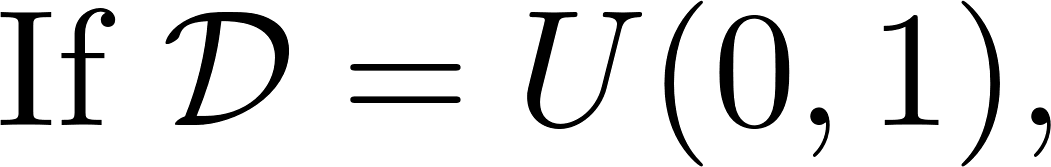 If 𝒟 = U(0, 1),